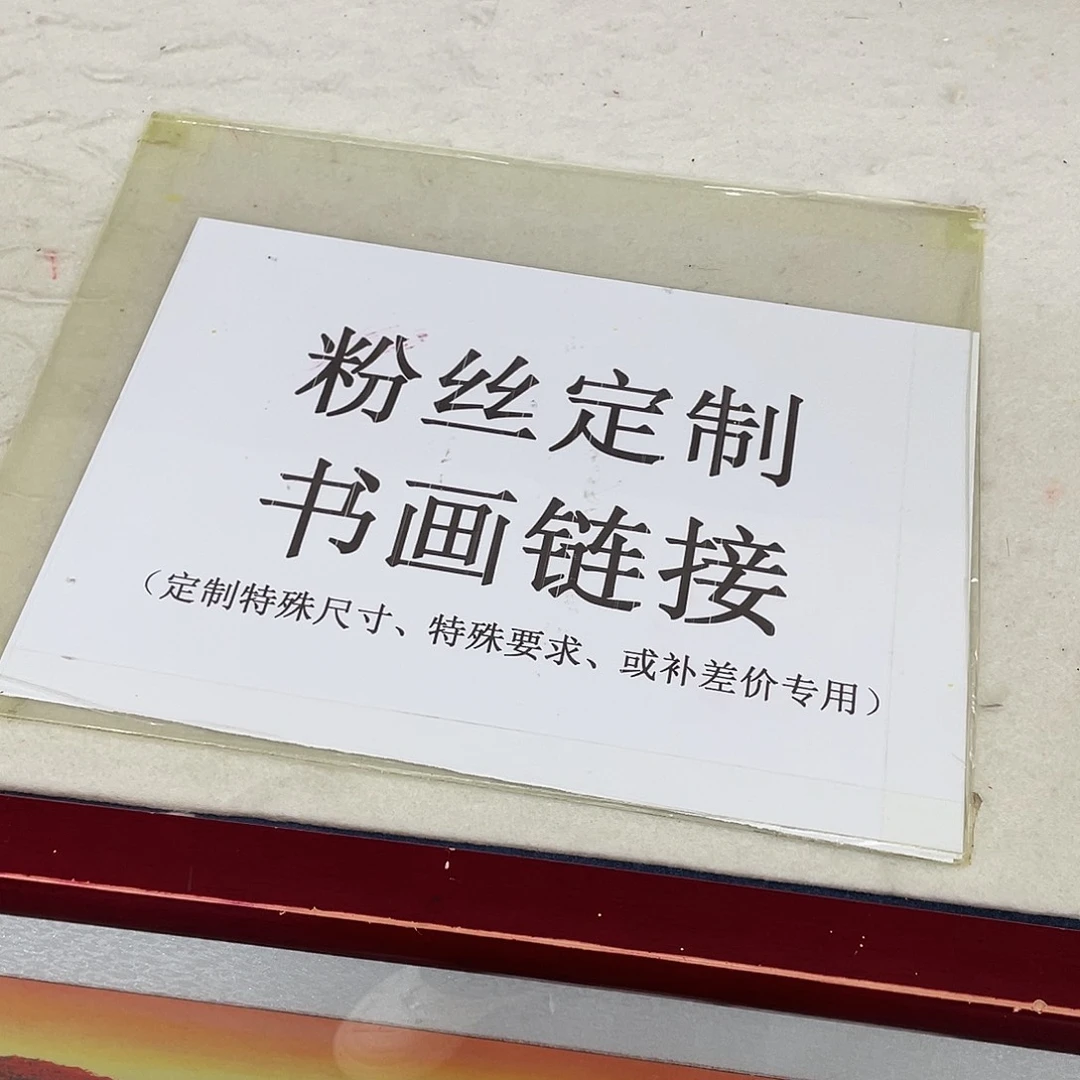 粉丝定制
书画链接
（定制特殊尺寸、特殊要求、或补差价专用）